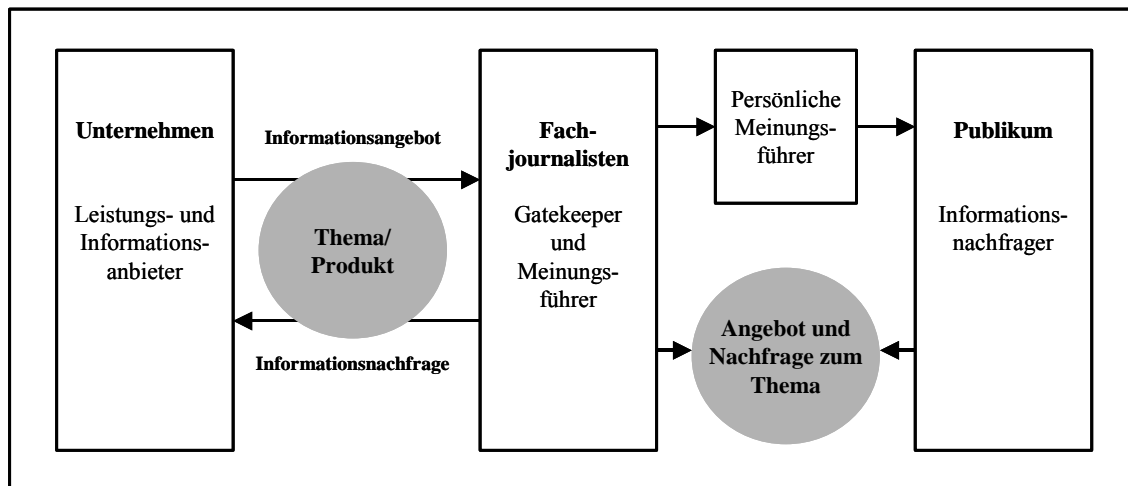 Unternehmen
Leistungs- und
Informations-
anbieter
Informationsangebot
Thema/
Produkt
Informationsnachfrage
Fach-
journalisten
Gatekeeper
und
Meinungs-
führer
Persönliche
Meinungs-
führer
Angebot und
Nachfrage zum
Thema
Publikum
Informations-
nachfrager